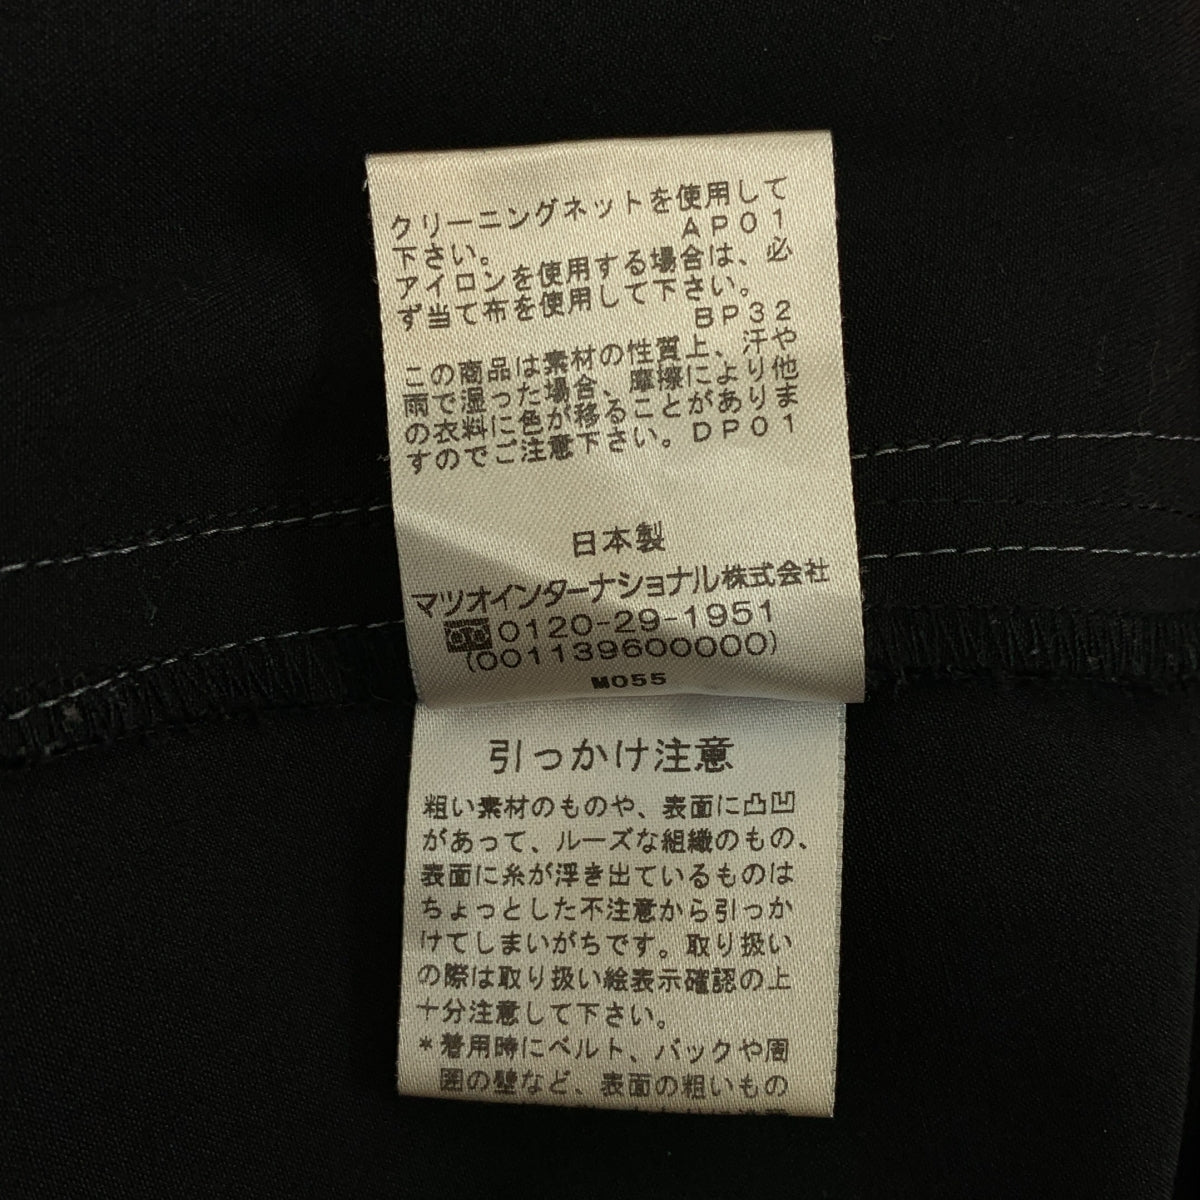 クリーニングネットを使用して
下さい。 AP01
アイロンを使用する場合は、必
ず当て布を使用して下さい。
BP32
この商品は素材の性質上、汗や
雨で湿った場合、摩擦により他
の衣料に色が移ることがありま
すのでご注意下さい。DP01
日本製
マツオインターナショナル株式会社
0120-29-1951
(001139600000)
M055
引っかけ注意
粗い素材のものや、表面に凸凹
があって、ルーズな組織のもの、
表面に糸が浮き出ているものは
ちょっとした不注意から引っか
けてしまいがちです。取り扱い
の際は取り扱い絵表示確認の上
十分注意して下さい。
*着用時にベルト、バックや周
囲の壁など、表面の粗いもの